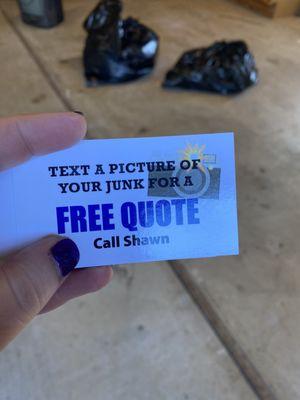 TEXT A PICTURE OF
YOUR JUNK FOR A
FREE QUOTE
Call Shawn